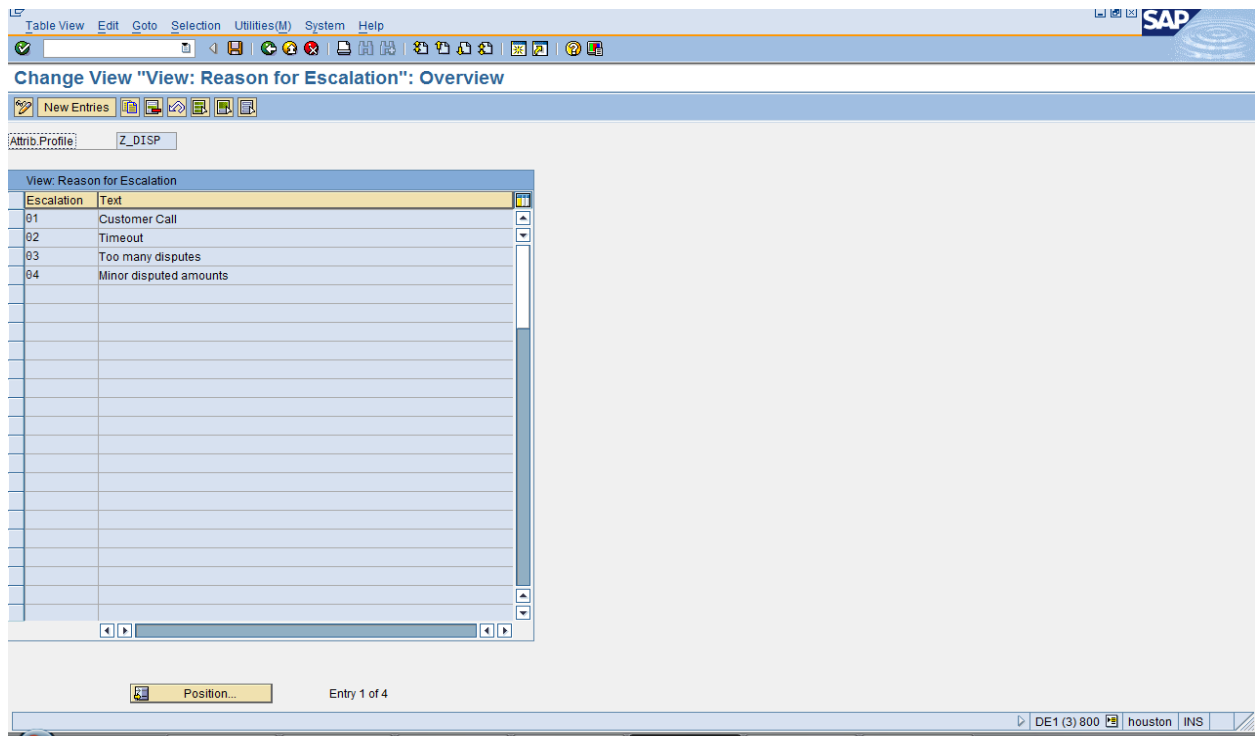 Table View Edit Goto Selection Utilities(M) System Help
SAP
Change View "View: Reason for Escalation": Overview
New Entries
Attrib.Profile Z_DISP
View: Reason for Escalation
Escalation Text
01 Customer Call
02 Timeout
03 Too many disputes
04 Minor disputed amounts
Position... Entry 1 of 4
DE1 (3) 800 houston INS